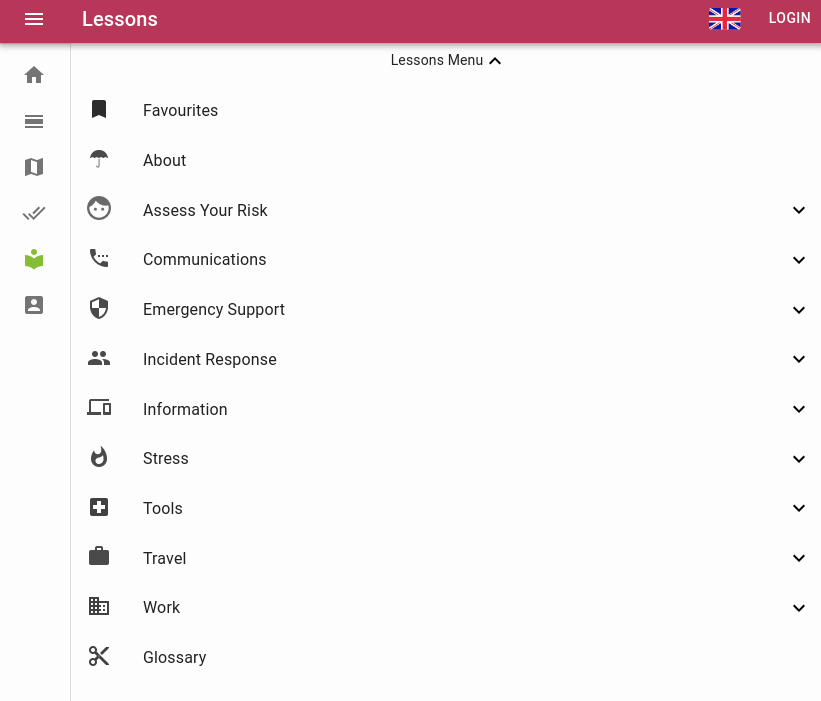 Lessons
LOGIN
Lessons Menu
Favourites
About
Assess Your Risk
Communications
Emergency Support
Incident Response
Information
Stress
Tools
Travel
Work
Glossary